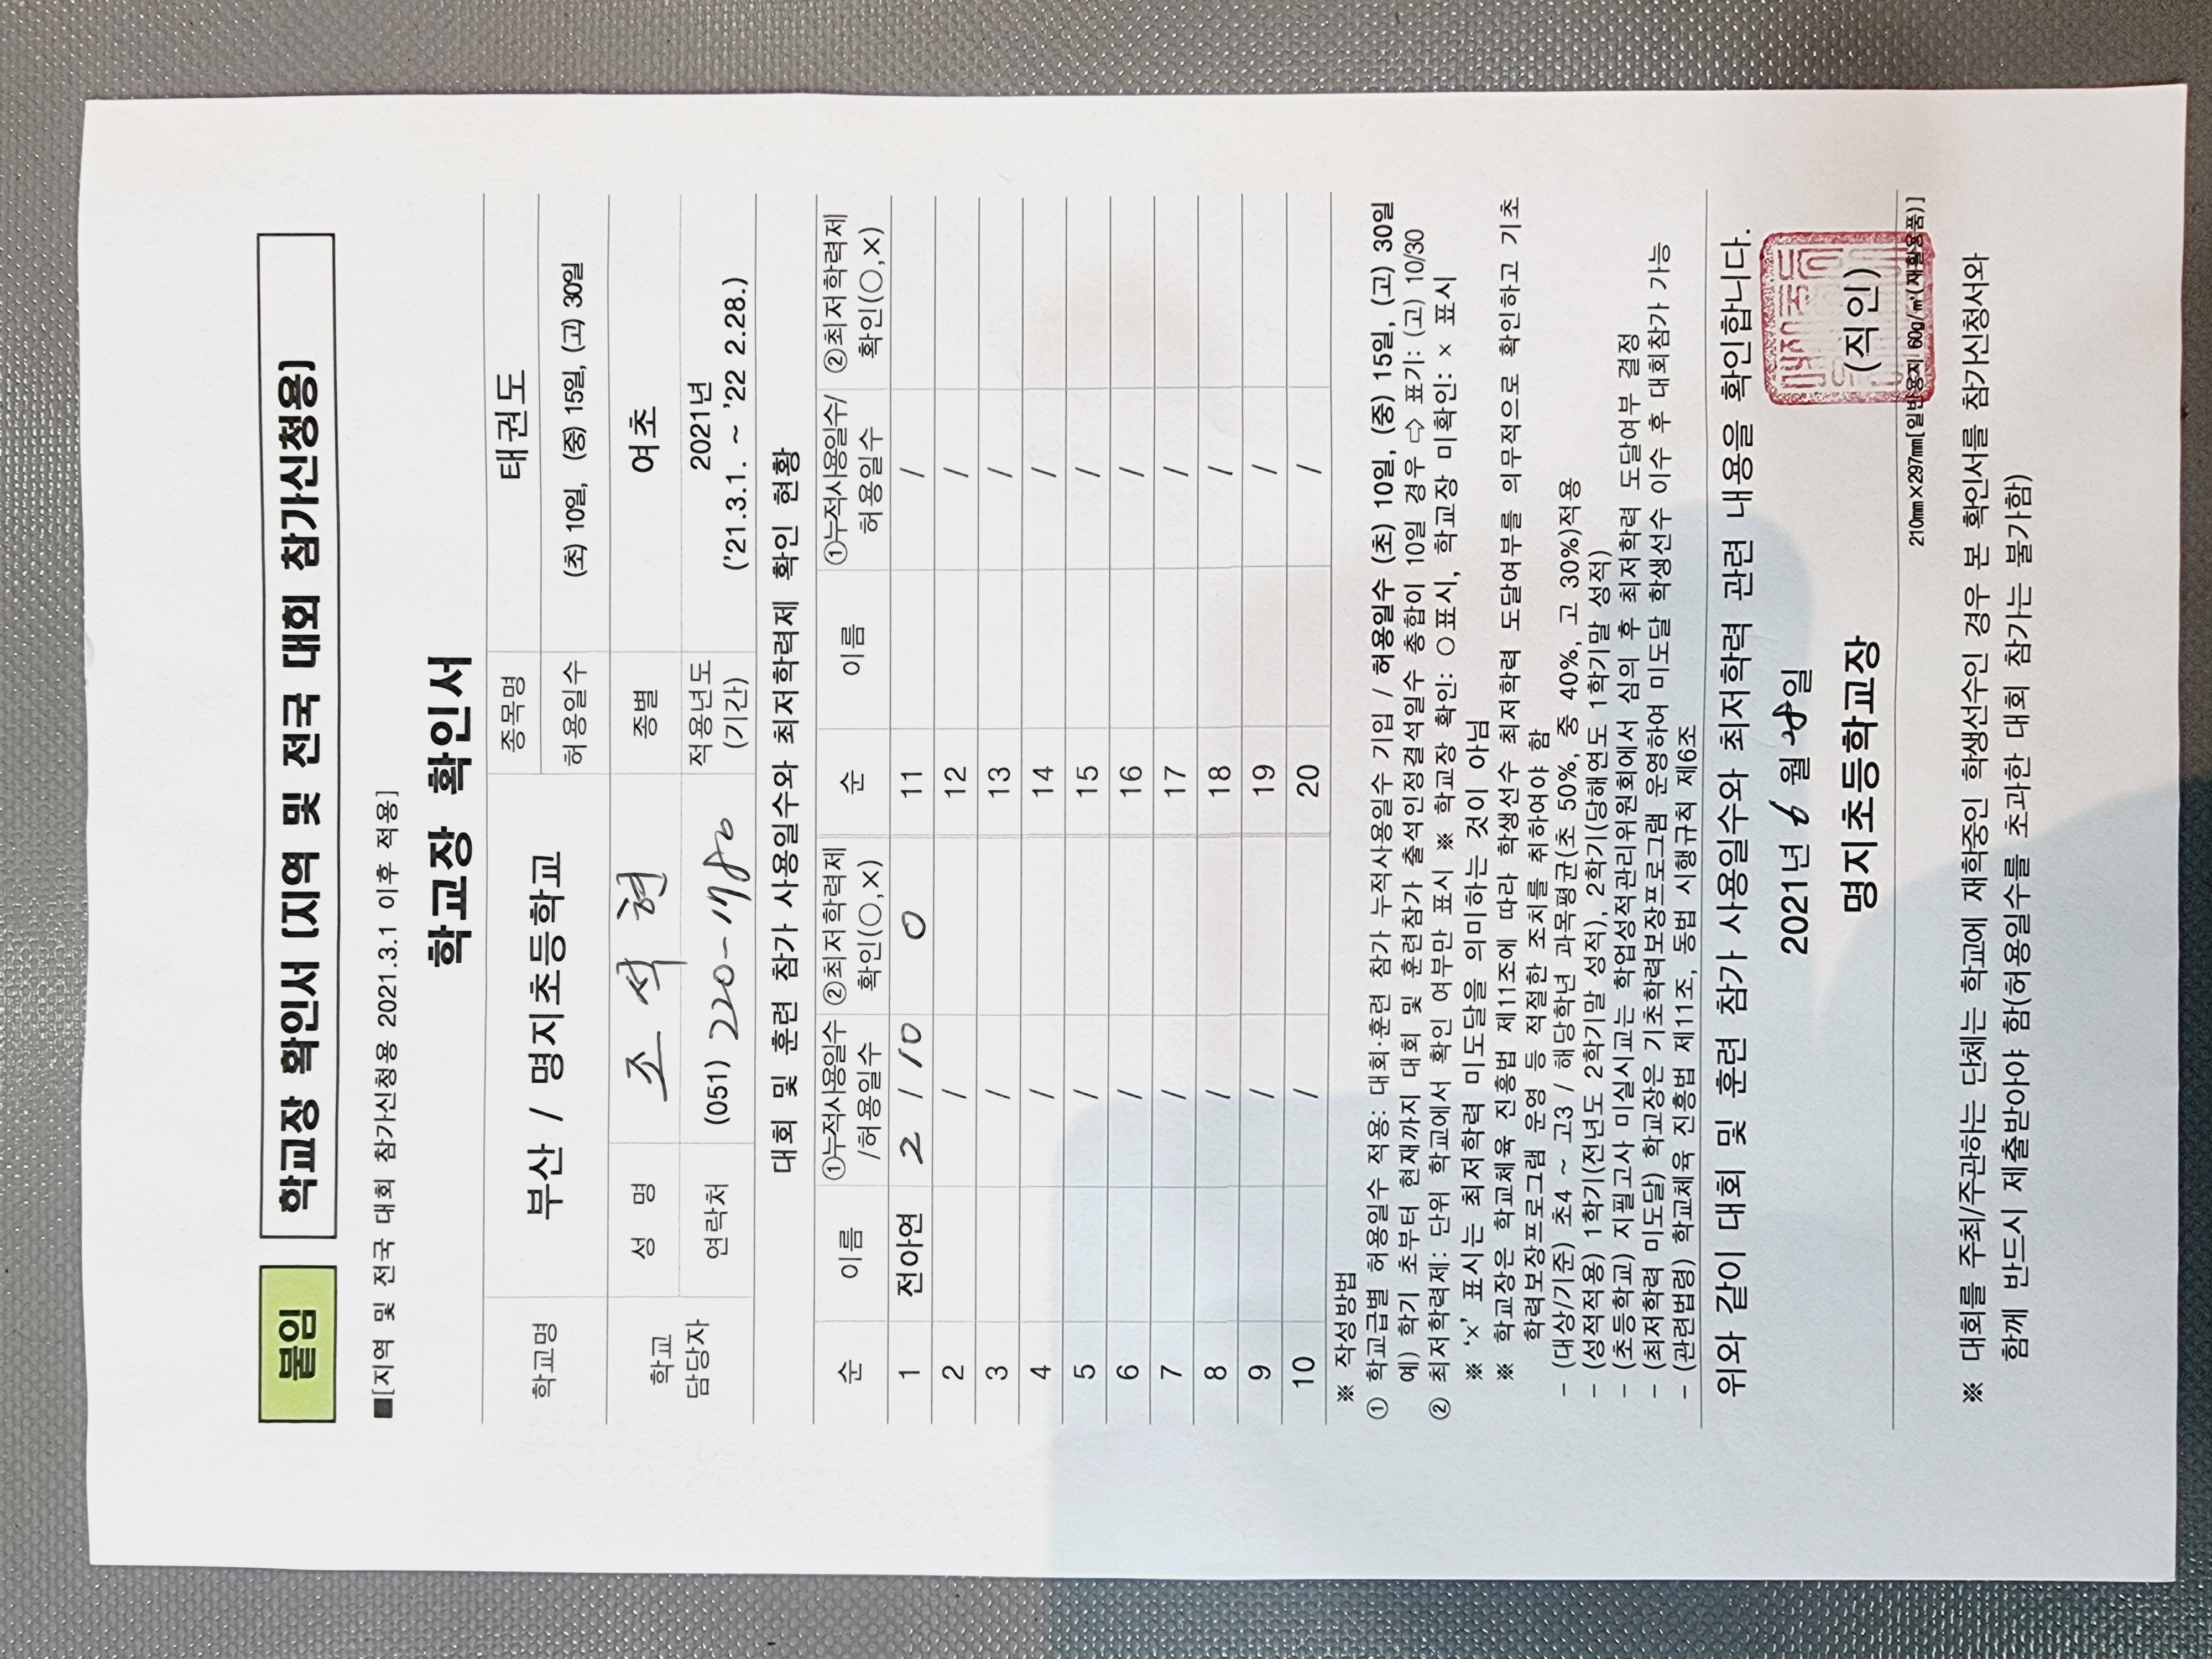 붙임
학교장 확인서 (지역 및 전국 대회 참가신청용)
■[지역 및 전국 대회 참가신청용 2021.3.1 이후 적용]
학교장 확인서
학교명 부산 / 명지초등학교 종목명 태권도
허용일수 (초) 10일, (중) 15일, (고) 30일
학교 담당자 성 명 조석현 종별 여초
연락처 (051) 220- 적용년도 (기간) 2021년 ('21.3.1. ~ '22 2.28.)
대회 및 훈련 참가 사용일수와 최저학력제 확인 현황
순 이름 ①누적사용일수/허용일수 ②최저학력제 확인(○,×) 순 이름 ①누적사용일수/허용일수 ②최저학력제 확인(○,×)
1 전아연 2 / 10 O 11 /
2 / 12 /
3 / 13 /
4 / 14 /
5 / 15 /
6 / 16 /
7 / 17 /
8 / 18 /
9 / 19 /
10 / 20 /
※ 작성방법
① 학교급별 허용일수 적용: 대회·훈련 참가 누적사용일수 기입 / 허용일수 (초) 10일, (중) 15일, (고) 30일
예) 학기 초부터 현재까지 대회 및 훈련참가 출석인정결석일수 총합이 10일 경우 ⇨ 표기: (고) 10/30
② 최저학력제: 단위 학교에서 확인 여부만 표시 ※ 학교장 확인: ○표시, 학교장 미확인: × 표시
※ '×' 표시는 최저학력 미도달을 의미하는 것이 아님
※ 학교장은 학교체육 진흥법 제11조에 따라 학생선수 최저학력 도달여부를 의무적으로 확인하고 기초
학력보장프로그램 운영 등 적절한 조치를 취하여야 함
- (대상/기준) 초4 ~ 고3 / 해당학년 과목평균(초 50%, 중 40%, 고 30%)적용
- (성적적용) 1학기(전년도 2학기말 성적), 2학기(당해연도 1학기말 성적)
- (초등학교) 지필고사 미실시교는 학업성적관리위원회에서 심의 후 최저학력 도달여부 결정
- (최저학력 미도달) 학교장은 기초학력보장프로그램 운영하여 미도달 학생선수 이수 후 대회참가 가능
- (관련법령) 학교체육 진흥법 제11조, 동법 시행규칙 제6조
위와 같이 대회 및 훈련 참가 사용일수와 최저학력 관련 내용을 확인합니다.
2021년 6 월 일
명지초등학교장 (직인)
210㎜×297㎜[일반용지 60g/㎡(재활용품)]
※ 대회를 주최/주관하는 단체는 학교에 재학중인 학생선수인 경우 본 확인서를 참가신청서와
함께 반드시 제출받아야 함(허용일수를 초과한 대회 참가는 불가함)